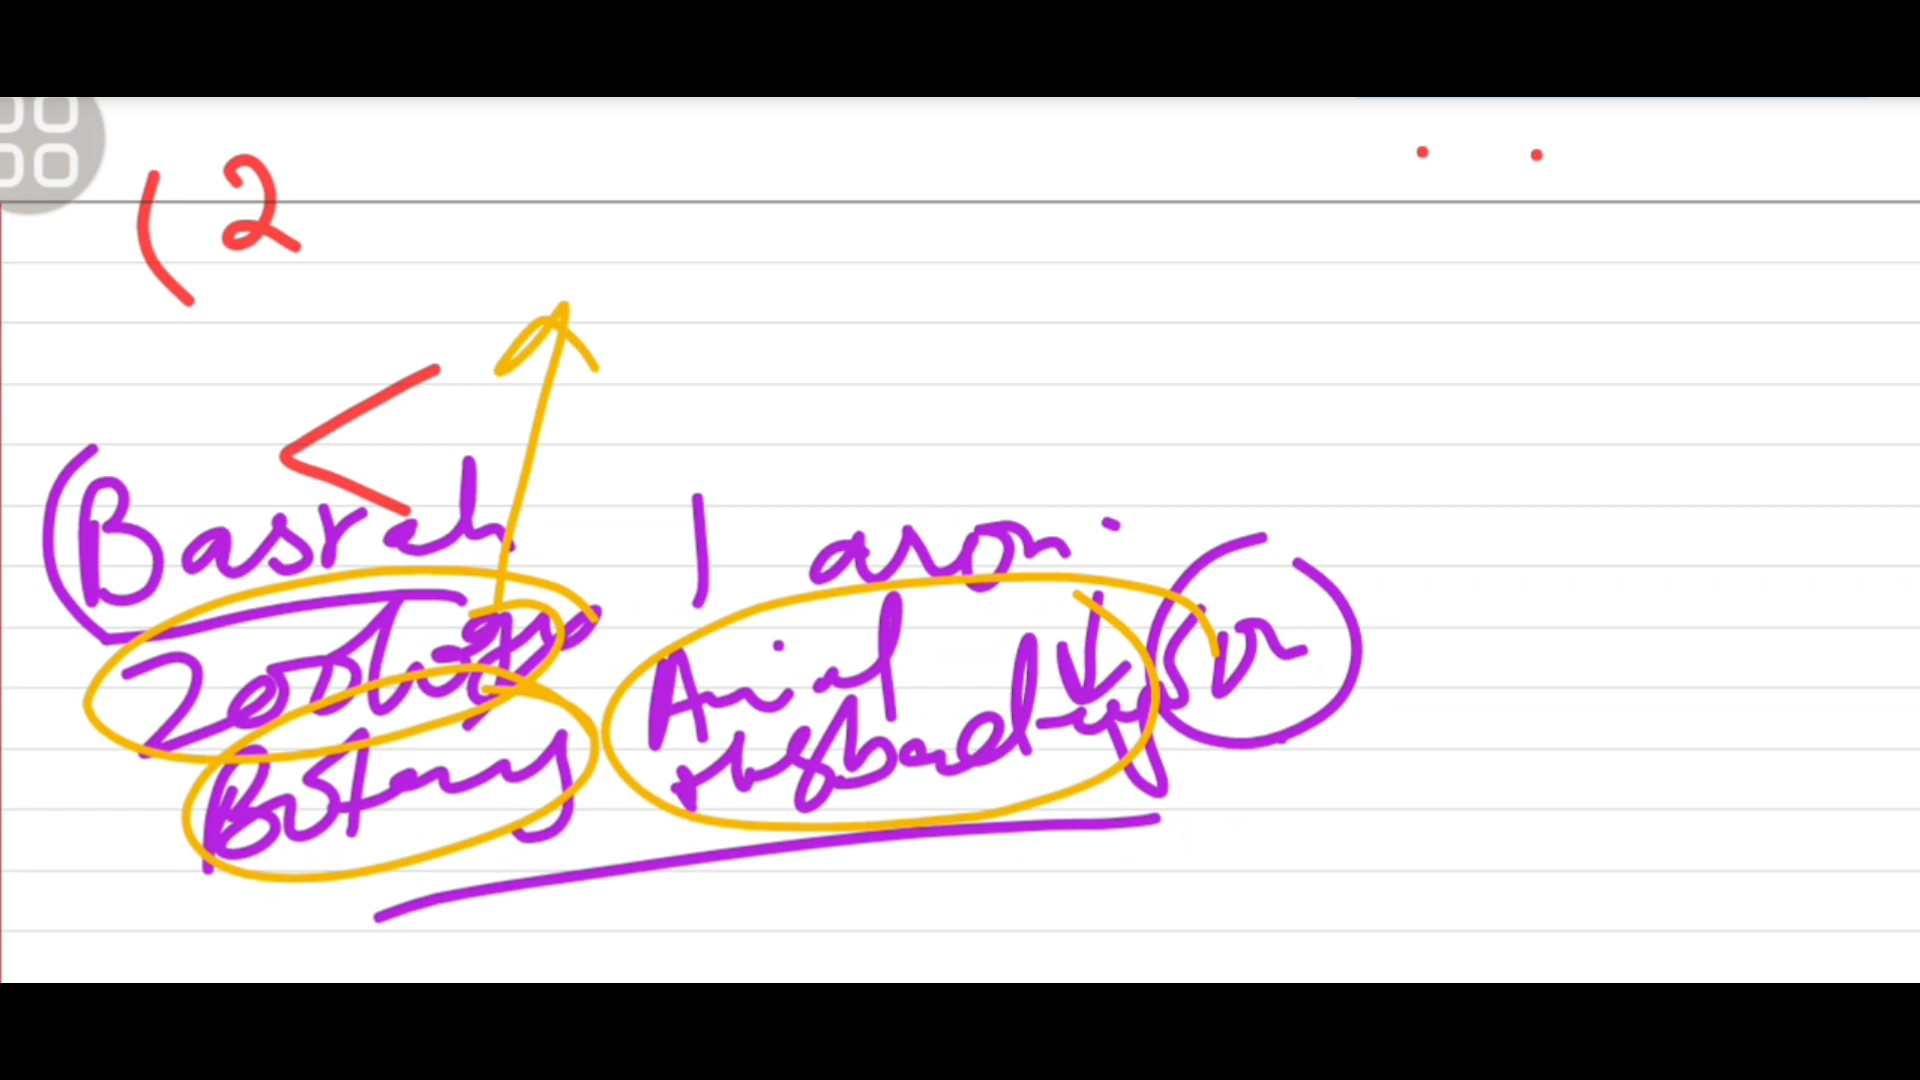 (2
<
(Basrah | aron.
Zoology Animal
Botany Husbandry